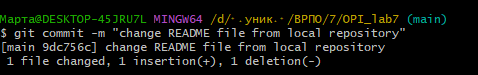 Марта@DESKTOP-45JRU7L MINGW64 /d/·.уник··/ВРПО/7/OPI_lab7 (main)
$ git commit -m "change README file from local repository"
[main 9dc756c] change README file from local repository
 1 file changed, 1 insertion(+), 1 deletion(-)